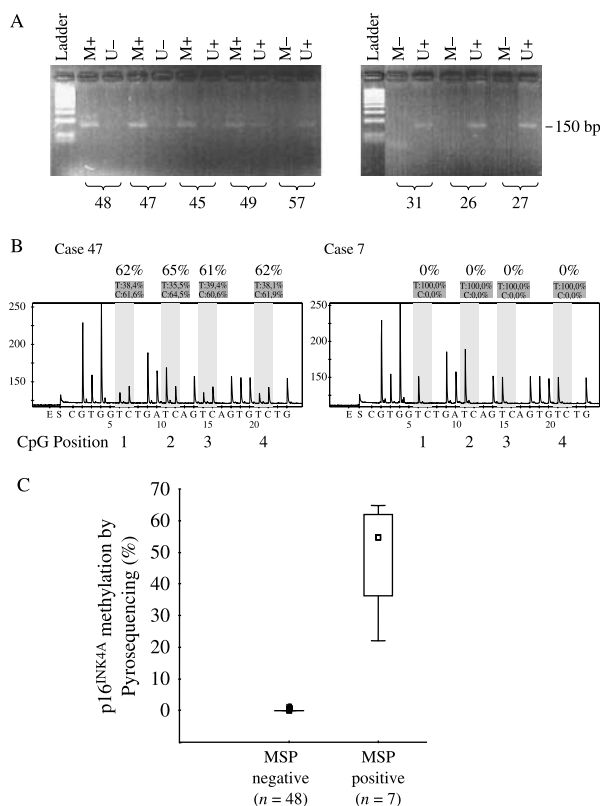 A
Ladder M+ U− M+ U− M+ U+ M+ U+ M− U+
Ladder M− U+ M− U+ M− U+
−150 bp
48 47 45 49 57
31 26 27
B
Case 47
Case 7
62% 65% 61% 62%
0% 0% 0% 0%
T:38,4% T:35,5% T:39,4% T:38,1%
C:61,6% C:64,5% C:60,6% C:61,9%
T:100,0% T:100,0% T:100,0% T:100,0%
C:0,0% C:0,0% C:0,0% C:0,0%
250
200
150
250
200
150
E S C G T G G T C T G A T C A G T C A G T G T C T G
5 10 15 20
E S C G T G G T C T G A T C A G T C A G T G T C T G
5 10 15 20
CpG Position 1 2 3 4
1 2 3 4
C
p16INK4A methylation by
Pyrosequencing (%)
70
60
50
40
30
20
10
0
MSP
negative
(n = 48)
MSP
positive
(n = 7)